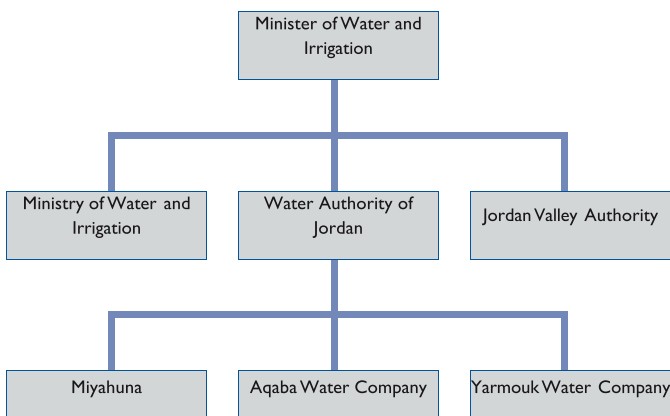 Minister of Water and
Irrigation
Ministry of Water and
Irrigation
Water Authority of
Jordan
Jordan Valley Authority
Miyahuna
Aqaba Water Company
Yarmouk Water Company